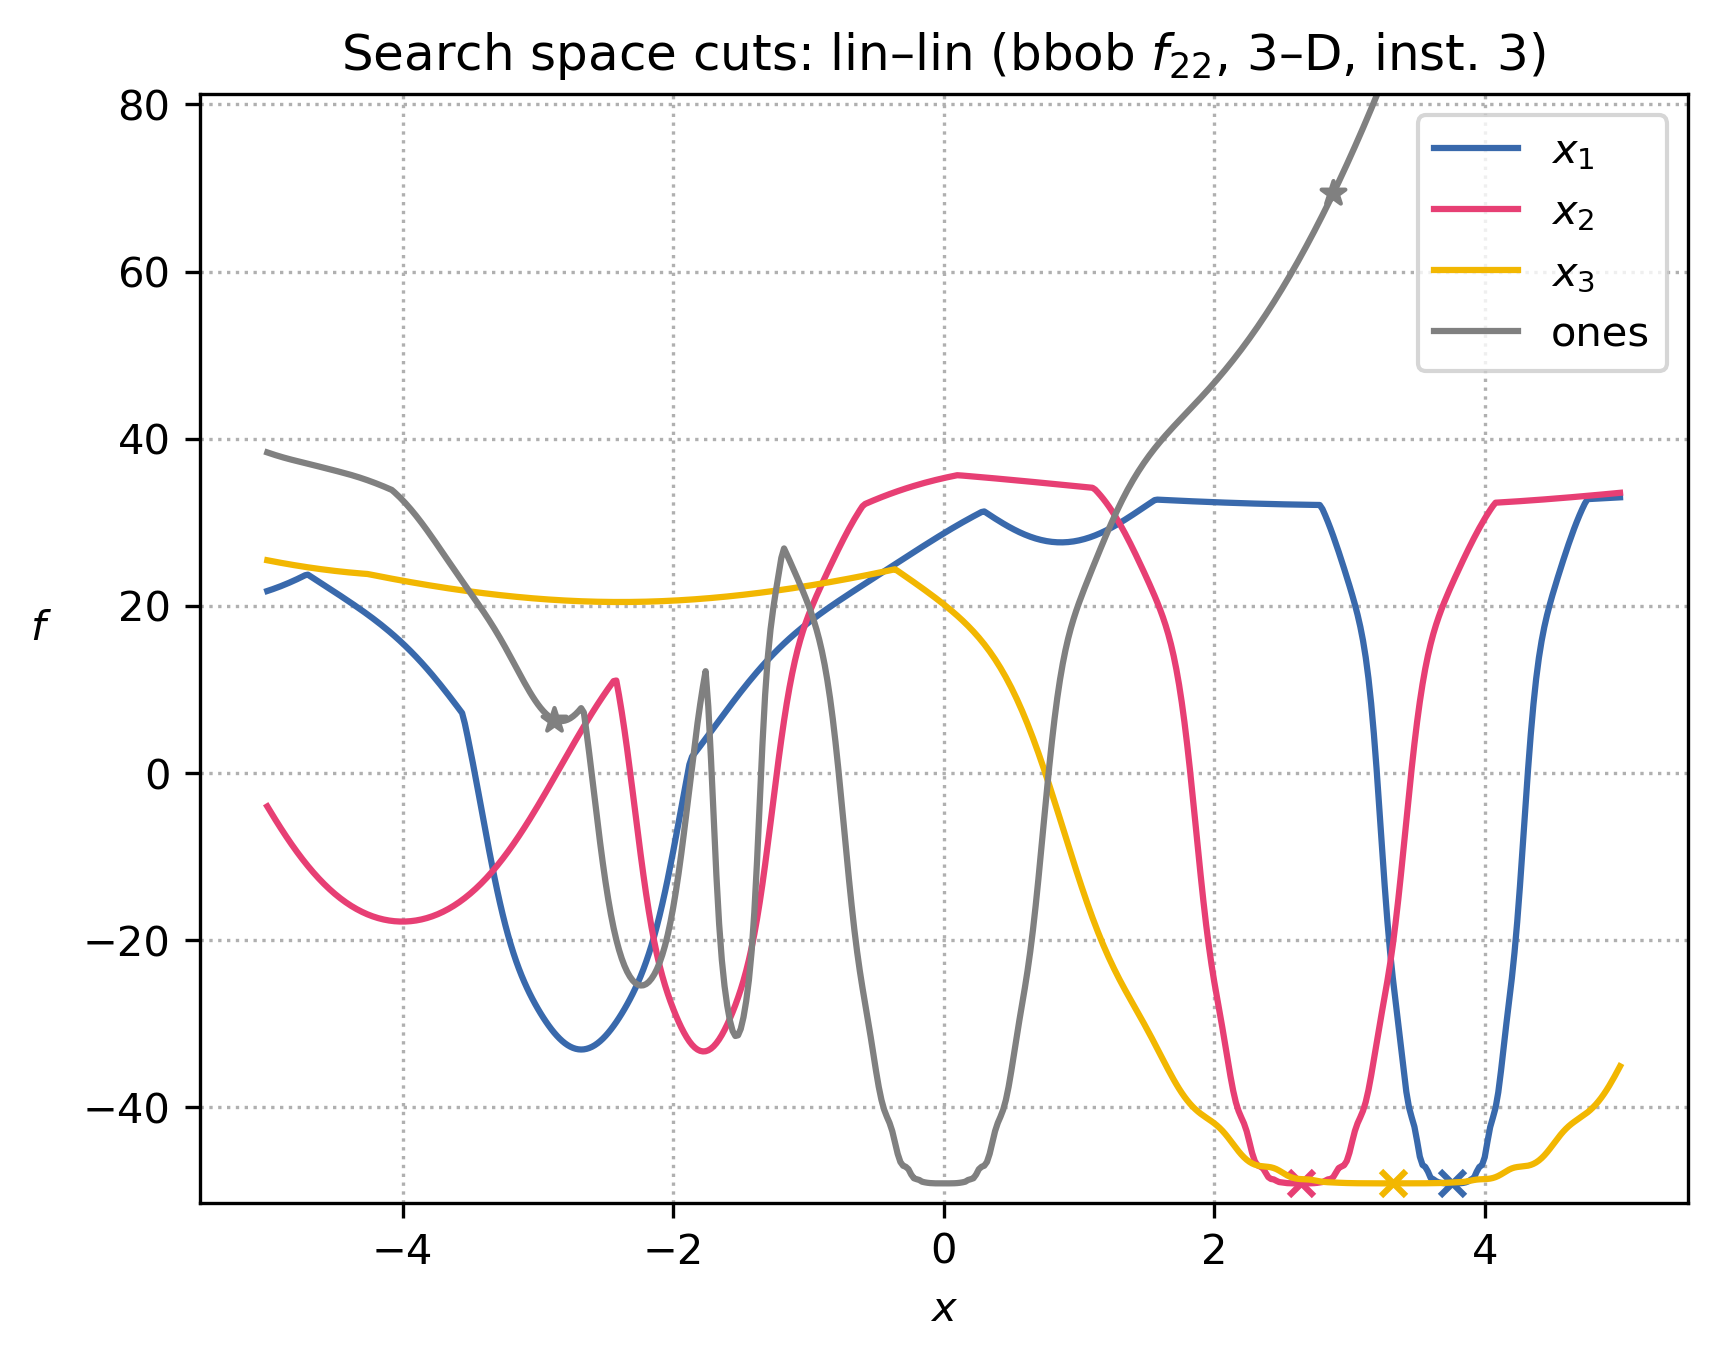 Search space cuts: lin–lin (bbob f22, 3–D, inst. 3)
80
60
40
20
0
−20
−40
f
x1
x2
x3
ones
−4
−2
0
2
4
x